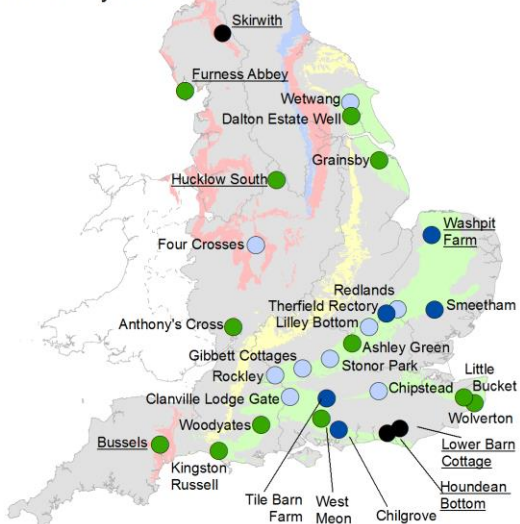 Skirwith
Furness Abbey
Wetwang
Dalton Estate Well
Grainsby
Hucklow South
Washpit
Farm
Four Crosses
Redlands
Therfield Rectory
Smeetham
Lilley Bottom
Anthony's Cross
Ashley Green
Gibbett Cottages
Stonor Park
Little
Bucket
Rockley
Chipstead
Clanville Lodge Gate
Wolverton
Woodyates
Bussels
Lower Barn
Cottage
Kingston
Russell
Houndean
Bottom
Tile Barn
Farm
West
Meon
Chilgrove